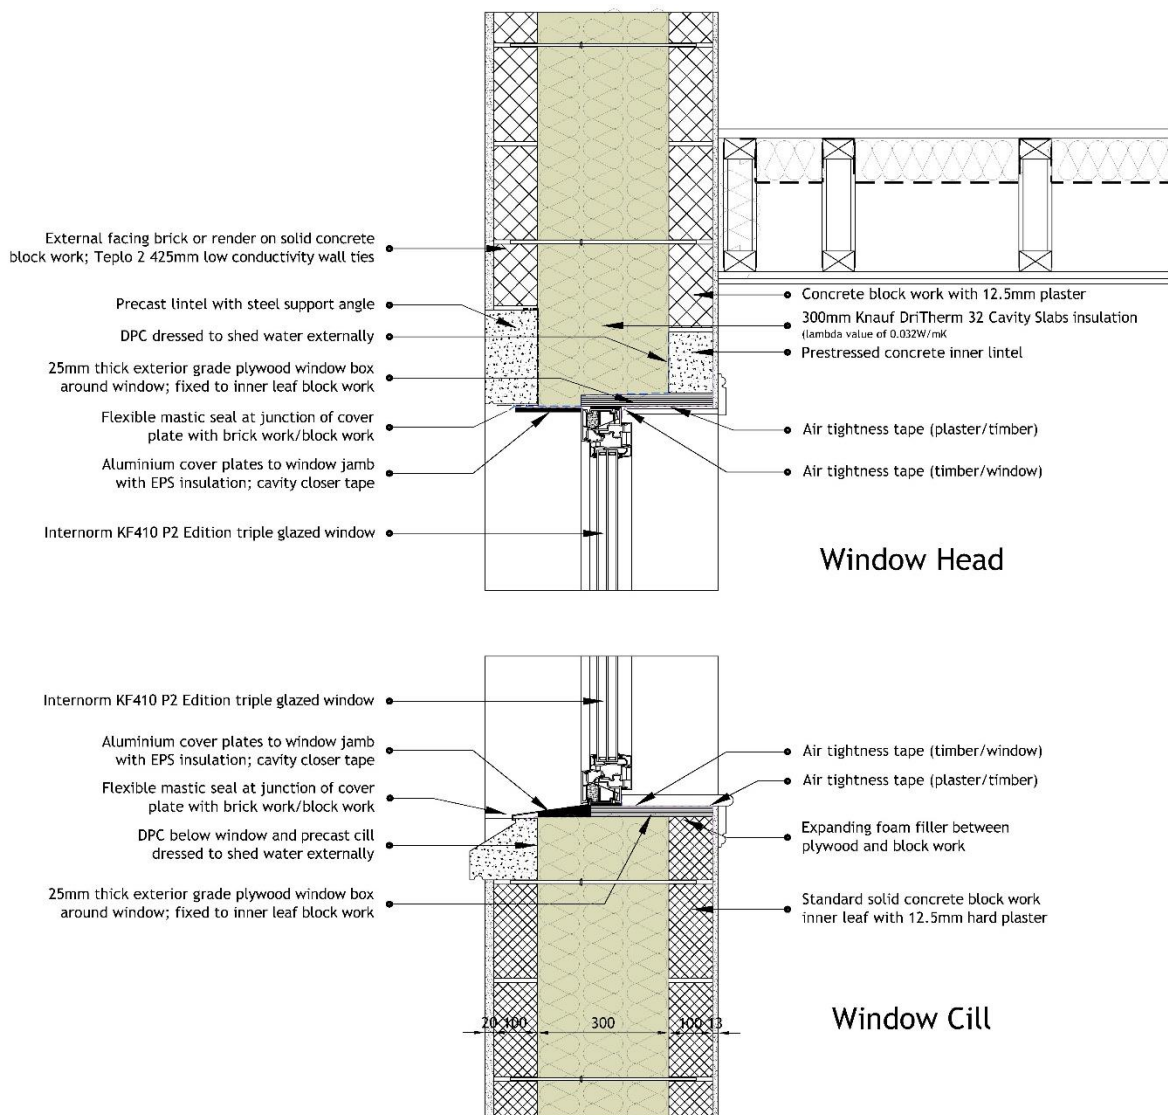 External facing brick or render on solid concrete
block work; Teplo 2 425mm low conductivity wall ties
Precast lintel with steel support angle
DPC dressed to shed water externally
25mm thick exterior grade plywood window box
around window; fixed to inner leaf block work
Flexible mastic seal at junction of cover
plate with brick work/block work
Aluminium cover plates to window jamb
with EPS insulation; cavity closer tape
Internorm KF410 P2 Edition triple glazed window
Concrete block work with 12.5mm plaster
300mm Knauf DriTherm 32 Cavity Slabs insulation
(lambda value of 0.032W/mK
Prestressed concrete inner lintel
Air tightness tape (plaster/timber)
Air tightness tape (timber/window)
Window Head
Internorm KF410 P2 Edition triple glazed window
Aluminium cover plates to window jamb
with EPS insulation; cavity closer tape
Flexible mastic seal at junction of cover
plate with brick work/block work
DPC below window and precast cill
dressed to shed water externally
25mm thick exterior grade plywood window box
around window; fixed to inner leaf block work
Air tightness tape (timber/window)
Air tightness tape (plaster/timber)
Expanding foam filler between
plywood and block work
Standard solid concrete block work
inner leaf with 12.5mm hard plaster
20 100 300 100 13
Window Cill